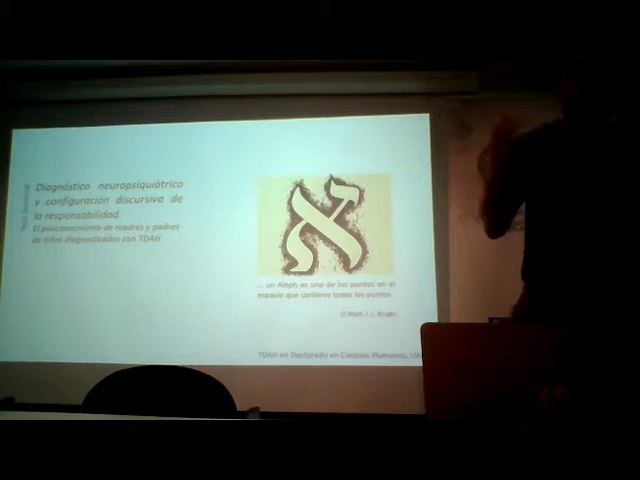 Diagnóstico neuropsiquiátrico
y configuración discursiva de
la responsabilidad.
El posicionamiento de madres y padres
de niños diagnosticados con TDAH
א
... un Aleph es uno de los puntos en el
espacio que contiene todos los puntos.
El Aleph. J. L. Borges
TDAH en Doctorado en Ciencias Humanas,